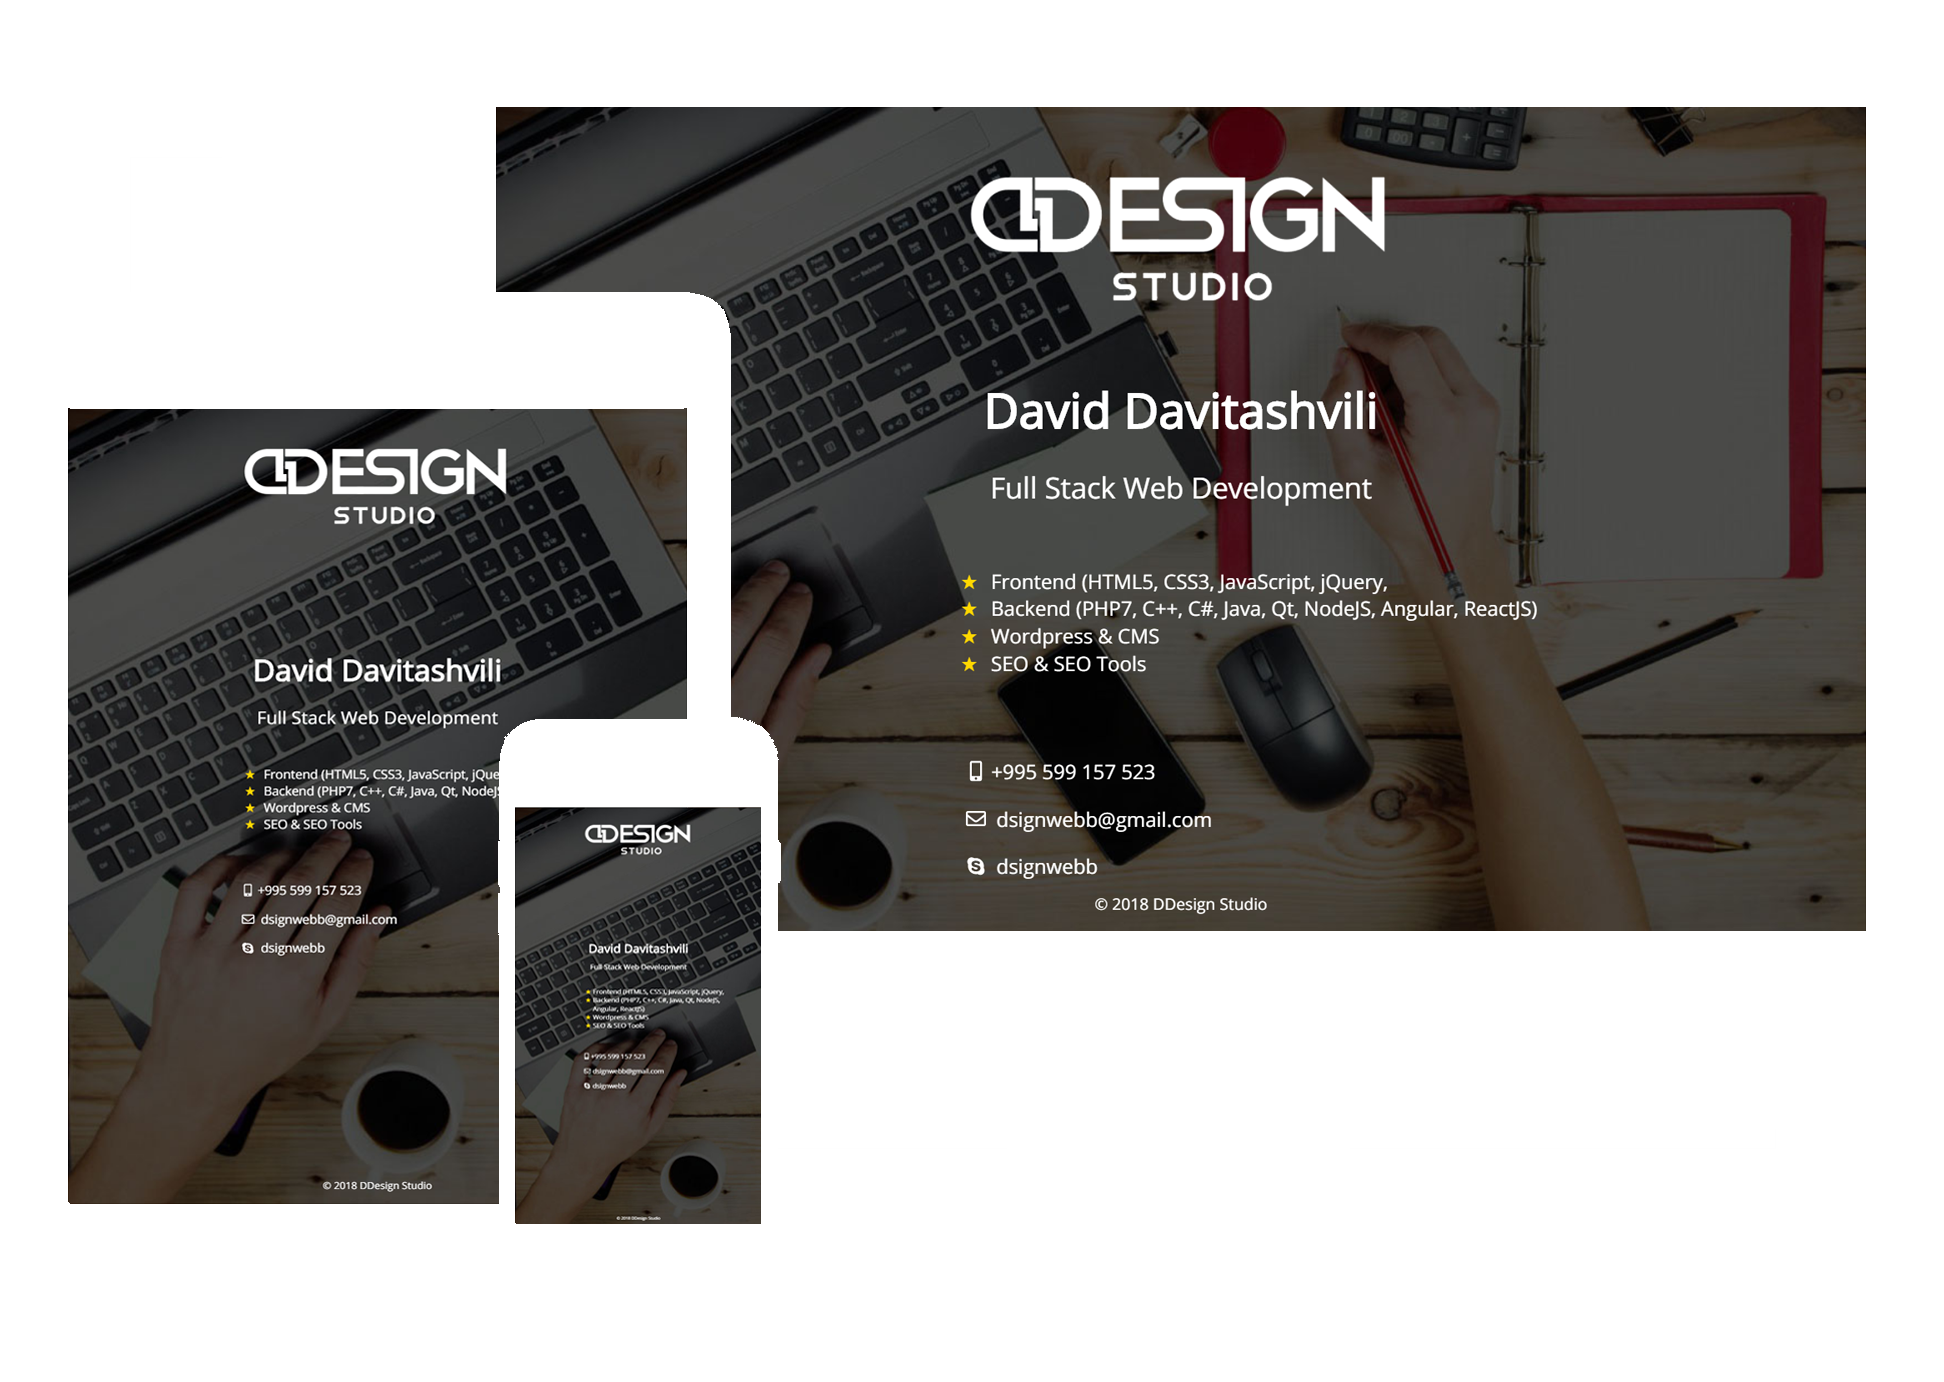 DDESIGN
STUDIO
David Davitashvili
Full Stack Web Development
Frontend (HTML5, CSS3, JavaScript, jQuery,
Backend (PHP7, C++, C#, Java, Qt, NodeJS, Angular, ReactJS)
Wordpress & CMS
SEO & SEO Tools
+995 599 157 523
dsignwebb@gmail.com
dsignwebb
© 2018 DDesign Studio
DDESIGN
STUDIO
David Davitashvili
Full Stack Web Development
Frontend (HTML5, CSS3, JavaScript, jQue
Backend (PHP7, C++, C#, Java, Qt, NodeJS
Wordpress & CMS
SEO & SEO Tools
+995 599 157 523
dsignwebb@gmail.com
dsignwebb
© 2018 DDesign Studio
DDESIGN
STUDIO
David Davitashvili
Full Stack Web Development
Frontend (HTML5, CSS3, JavaScript, jQuery,
Backend (PHP7, C++, C#, Java, Qt, NodeJS,
Angular, ReactJS)
Wordpress & CMS
SEO & SEO Tools
+995 599 157 523
dsignwebb@gmail.com
dsignwebb
© 2018 DDesign Studio